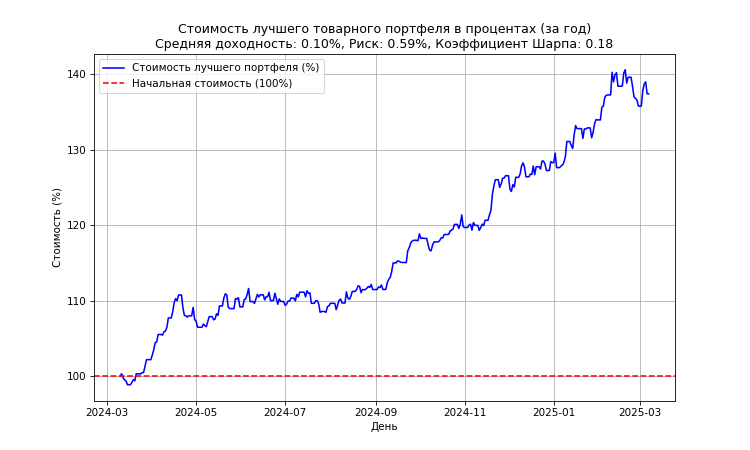 Стоимость лучшего товарного портфеля в процентах (за год)
Средняя доходность: 0.10%, Риск: 0.59%, Коэффициент Шарпа: 0.18
Стоимость лучшего портфеля (%)
Начальная стоимость (100%)
Стоимость (%)
140
130
120
110
100
2024-03
2024-05
2024-07
2024-09
2024-11
2025-01
2025-03
День